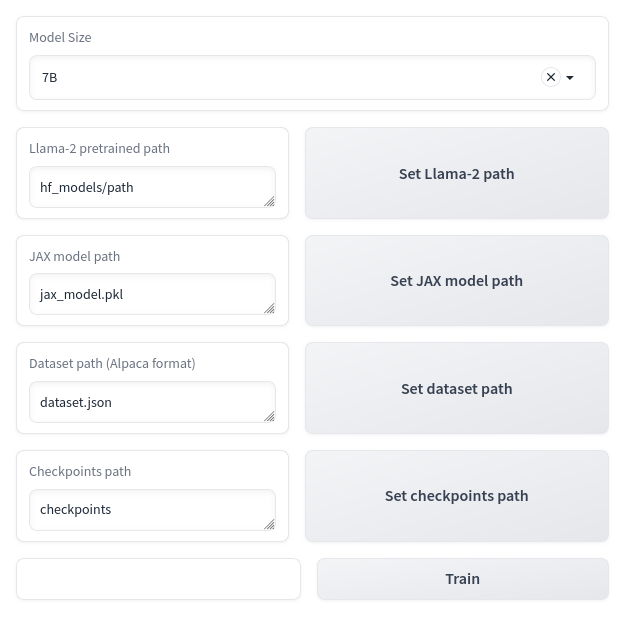 Model Size
7B
Llama-2 pretrained path
hf_models/path
Set Llama-2 path
JAX model path
jax_model.pkl
Set JAX model path
Dataset path (Alpaca format)
dataset.json
Set dataset path
Checkpoints path
checkpoints
Set checkpoints path
Train